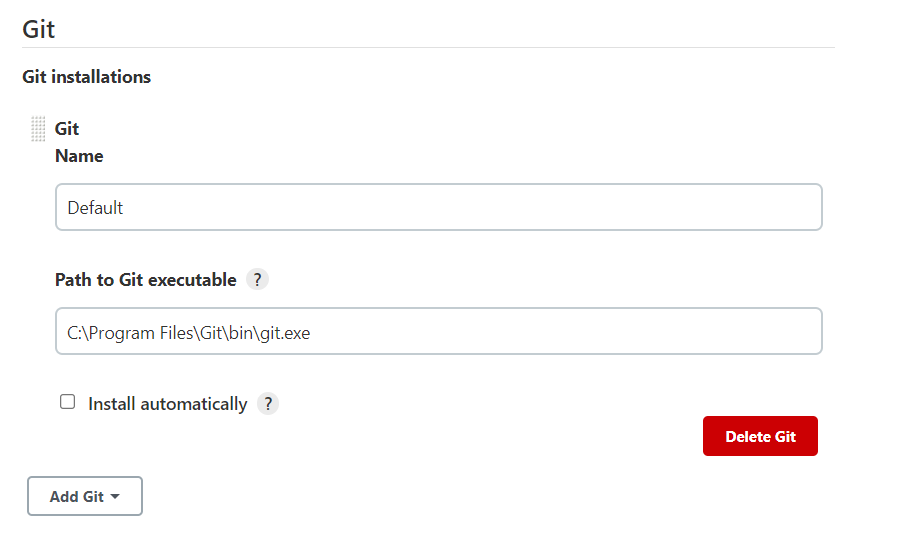 Git
Git installations
Git
Name
Default
Path to Git executable ?
C:\Program Files\Git\bin\git.exe
Install automatically ?
Delete Git
Add Git